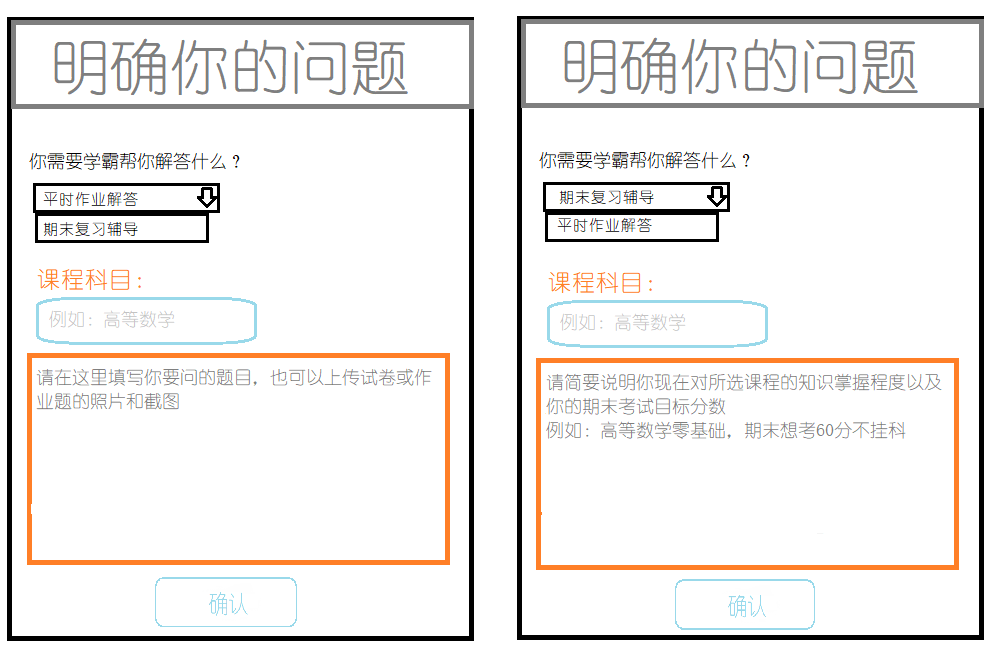 明确你的问题
你需要学霸帮你解答什么？
平时作业解答
期末复习辅导
课程科目：
例如：高等数学
请在这里填写你要问的题目，也可以上传试卷或作
业题的照片和截图
确认
明确你的问题
你需要学霸帮你解答什么？
期末复习辅导
平时作业解答
课程科目：
例如：高等数学
请简要说明你现在对所选课程的知识掌握程度以及
你的期末考试目标分数
例如：高等数学零基础，期末想考60分不挂科
确认